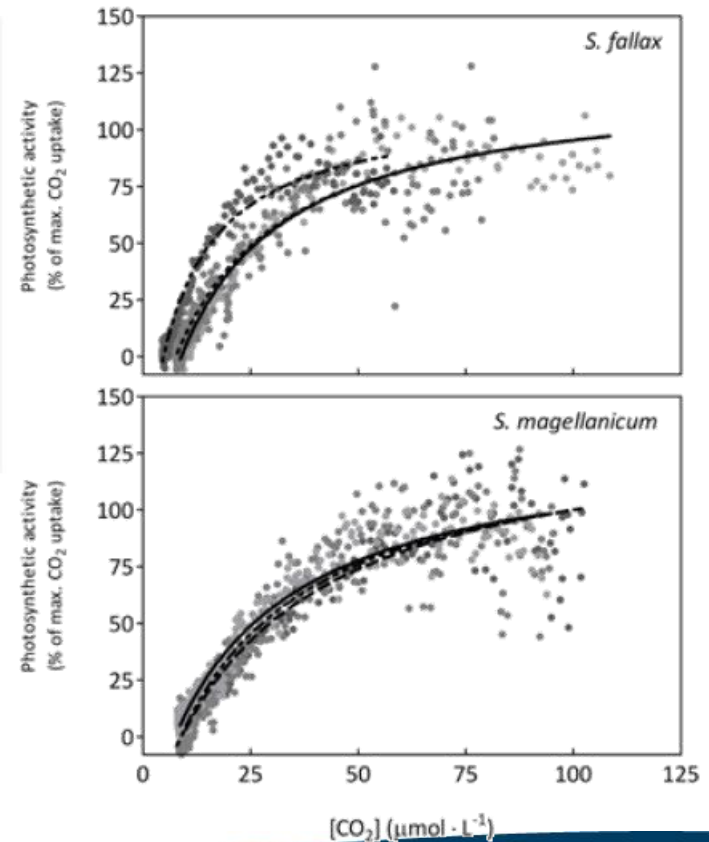 150
125
100
75
50
25
0
Photosynthetic activity
(% of max. CO₂ uptake)
S. fallax
150
125
100
75
50
25
0
Photosynthetic activity
(% of max. CO₂ uptake)
S. magellanicum
0 25 50 75 100 125
[CO₂] (μmol · L⁻¹)